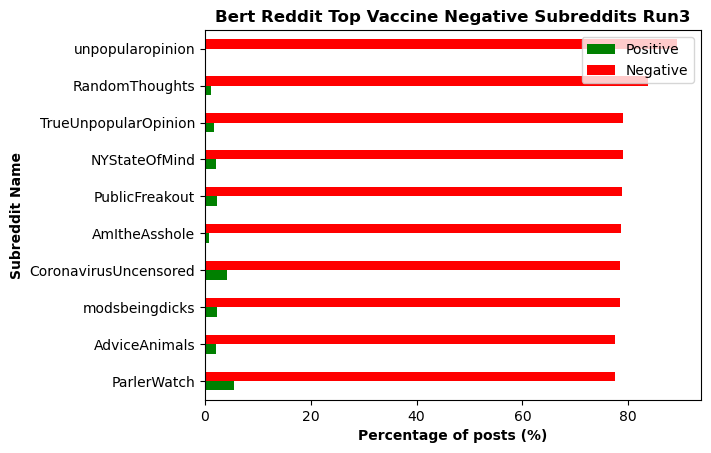 Bert Reddit Top Vaccine Negative Subreddits Run3
Positive
Negative
unpopularopinion
RandomThoughts
TrueUnpopularOpinion
NYStateOfMind
PublicFreakout
AmItheAsshole
CoronavirusUncensored
modsbeingdicks
AdviceAnimals
ParlerWatch
Subreddit Name
0 20 40 60 80
Percentage of posts (%)